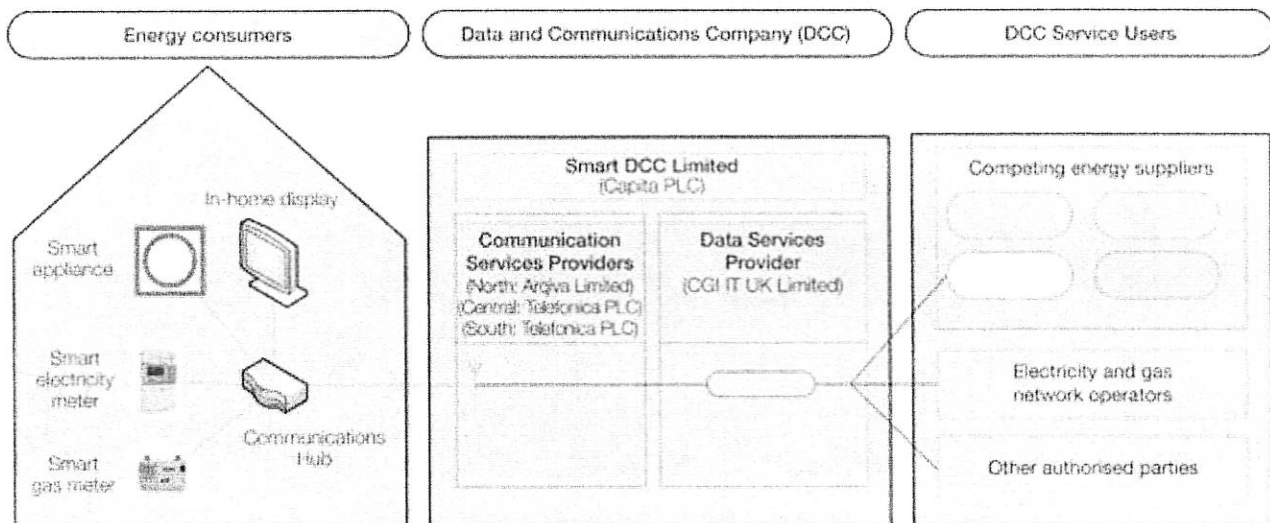 Energy consumers
Data and Communications Company (DCC)
DCC Service Users
In-home display
Smart
appliance
Smart
electricity
meter
Communications
Hub
Smart
gas meter
Smart DCC Limited
(Capita PLC)
Communication
Services Providers
(North: Arqiva Limited)
(Central: Telefonica PLC)
(South: Telefonica PLC)
Data Services
Provider
(CGI IT UK Limited)
Competing energy suppliers
Electricity and gas
network operators
Other authorised parties